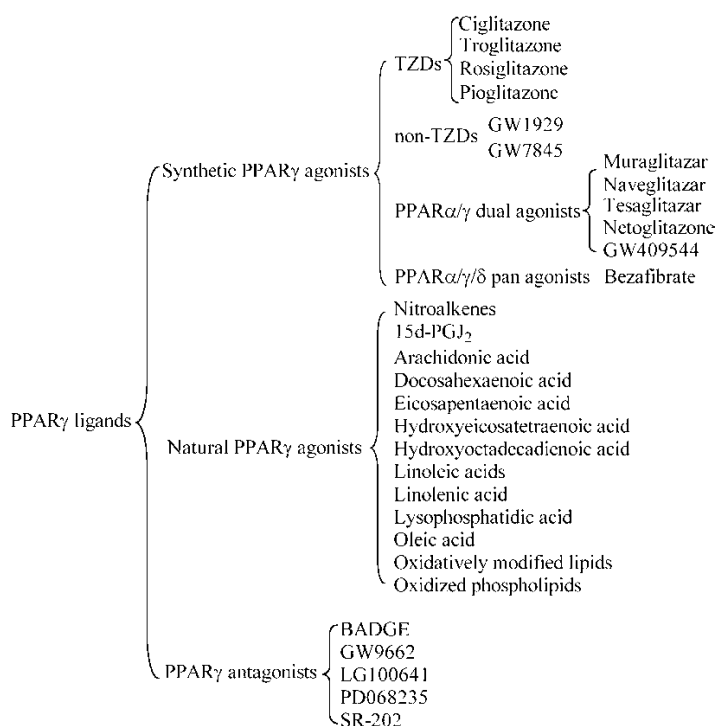 PPARγ ligands
Synthetic PPARγ agonists
TZDs
Ciglitazone
Troglitazone
Rosiglitazone
Pioglitazone
non-TZDs
GW1929
GW7845
PPARα/γ dual agonists
Muraglitazar
Naveglitazar
Tesaglitazar
Netoglitazone
GW409544
PPARα/γ/δ pan agonists
Bezafibrate
Natural PPARγ agonists
Nitroalkenes
15d-PGJ₂
Arachidonic acid
Docosahexaenoic acid
Eicosapentaenoic acid
Hydroxyeicosatetraenoic acid
Hydroxyoctadecadienoic acid
Linoleic acids
Linolenic acid
Lysophosphatidic acid
Oleic acid
Oxidatively modified lipids
Oxidized phospholipids
PPARγ antagonists
BADGE
GW9662
LG100641
PD068235
SR-202